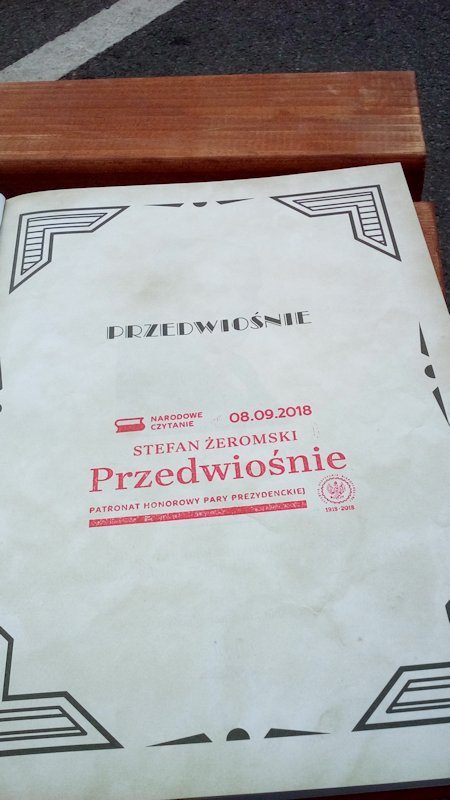 PRZEDWIOŚNIE
NARODOWE
CZYTANIE
08.09.2018
STEFAN ŻEROMSKI
Przedwiośnie
PATRONAT HONOROWY PARY PREZYDENCKIEJ
1918-2018